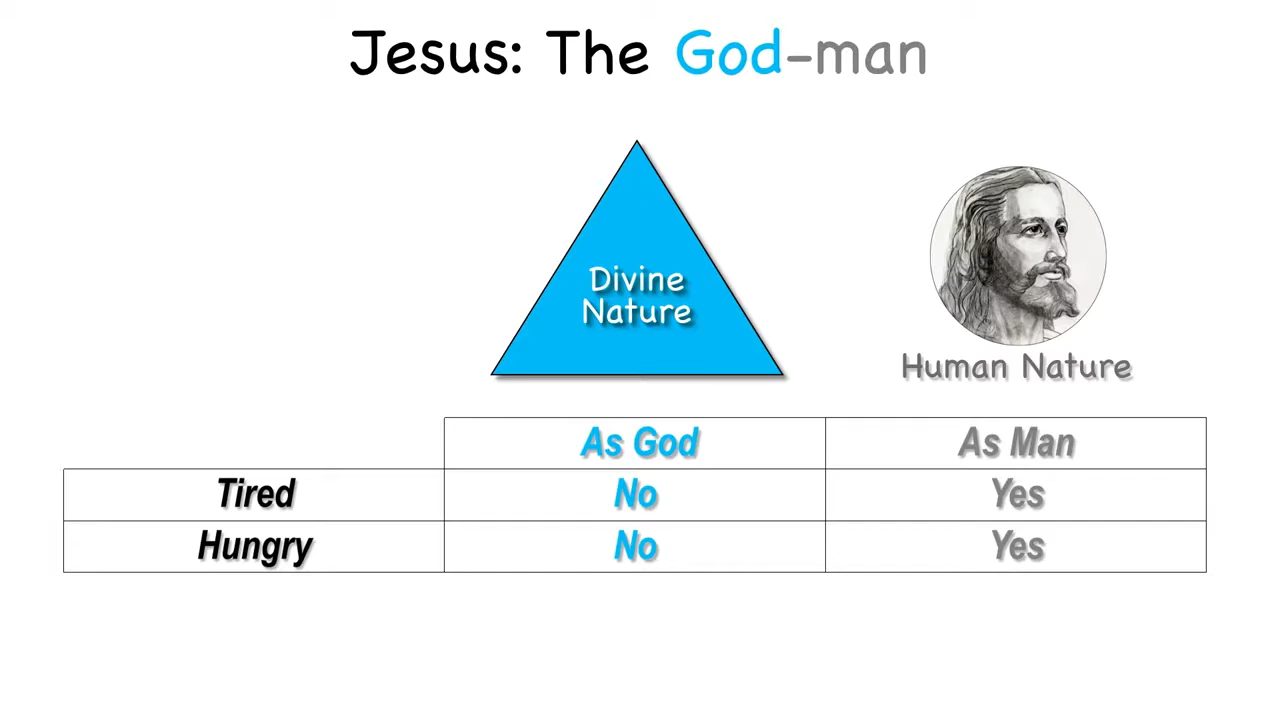 Jesus: The God-man
Divine
Nature
Human Nature
As God As Man
Tired No Yes
Hungry No Yes